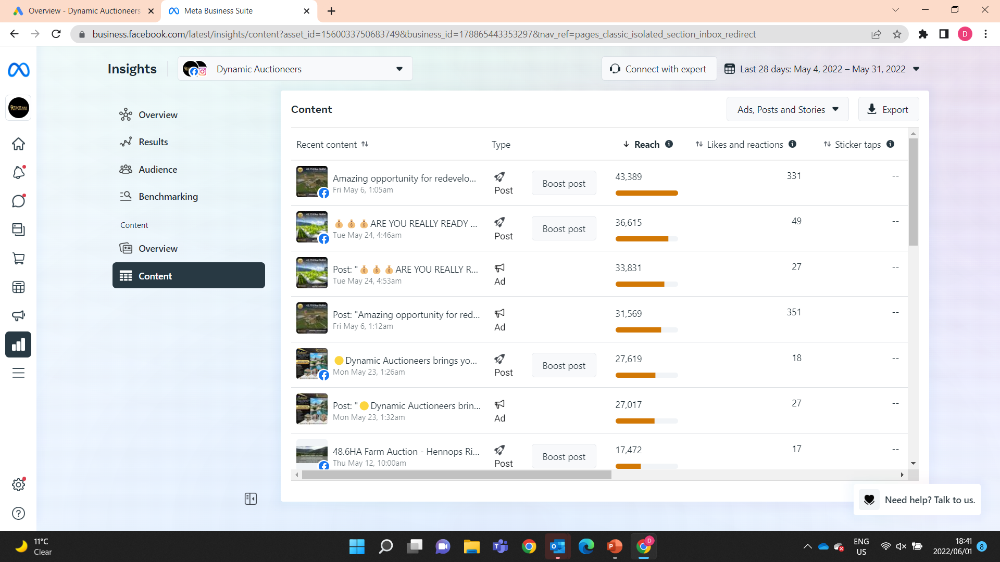 Overview - Dynamic Auctioneers
Meta Business Suite
business.facebook.com/latest/insights/content?asset_id=1560033750683749&business_id=178865443353297&nav_ref=pages_classic_isolated_section_inbox_redirect
D
Insights
Dynamic Auctioneers
Connect with expert
Last 28 days: May 4, 2022 – May 31, 2022
Overview
Results
Audience
Benchmarking
Content
Overview
Content
Content
Ads, Posts and Stories
Export
Recent content
Type
Reach
Likes and reactions
Sticker taps
Amazing opportunity for redevelo...
Fri May 6, 1:05am
Post
Boost post
43,389
331
--
💰 💰 💰 ARE YOU REALLY READY ...
Tue May 24, 4:46am
Post
Boost post
36,615
49
--
Post: "💰 💰 💰 ARE YOU REALLY R...
Tue May 24, 4:53am
Ad
33,831
27
--
Post: "Amazing opportunity for red...
Fri May 6, 1:12am
Ad
31,569
351
--
🟡Dynamic Auctioneers brings yo...
Mon May 23, 1:26am
Post
Boost post
27,619
18
--
Post: "🟡Dynamic Auctioneers brin...
Mon May 23, 1:32am
Ad
27,017
27
--
48.6HA Farm Auction - Hennops Ri...
Thu May 12, 10:00am
Post
Boost post
17,472
17
--
Need help? Talk to us.
11°C
Clear
ENG
US
18:41
2022/06/01
8